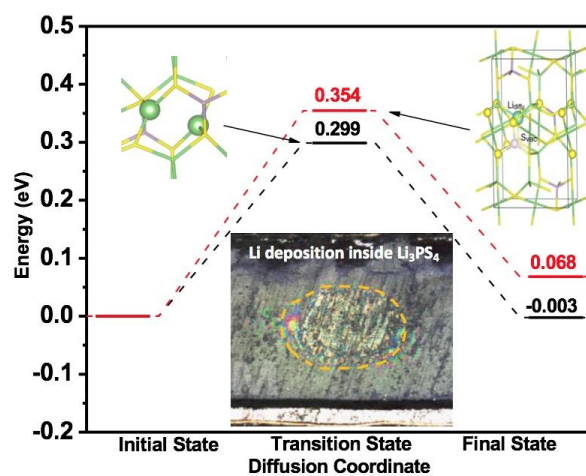 0.5
0.4
0.3
0.2
0.1
0.0
-0.1
-0.2
Energy (eV)
0.354
0.299
0.068
-0.003
Li deposition inside Li₃PS₄
Initial State
Transition State
Final State
Diffusion Coordinate